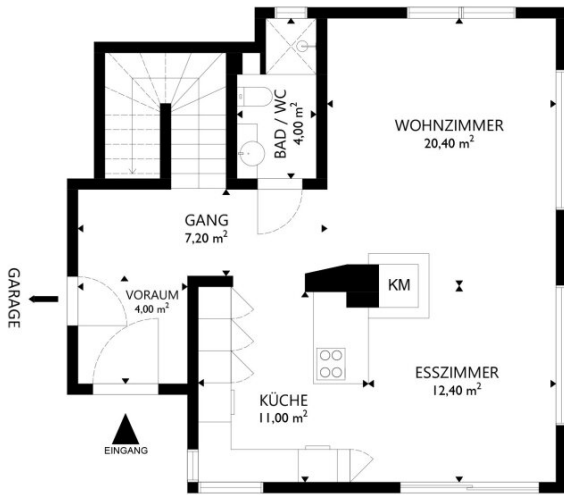 BAD / WC
4,00 m²
WOHNZIMMER
20,40 m²
GANG
7,20 m²
GARAGE
VORAUM
4,00 m²
KM
ESSZIMMER
12,40 m²
KÜCHE
11,00 m²
EINGANG